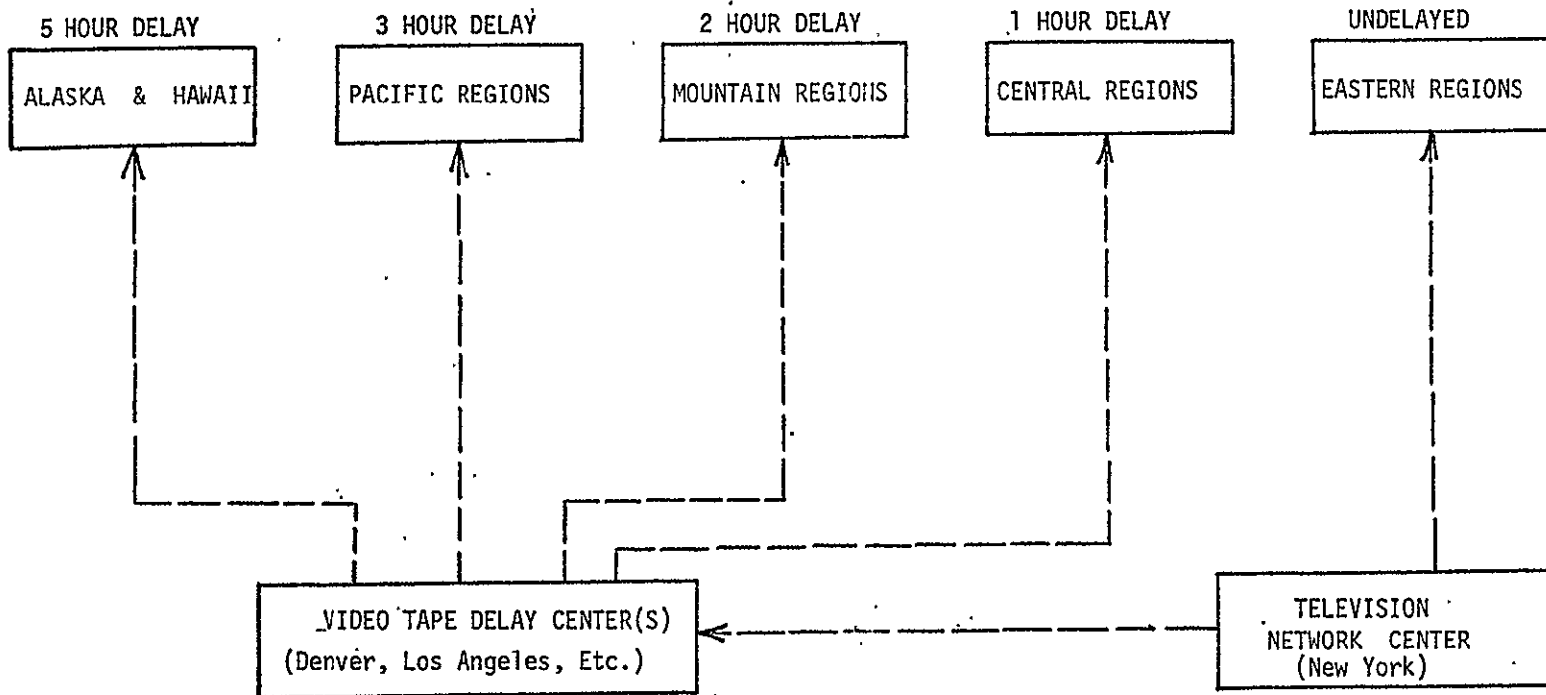 5 HOUR DELAY
3 HOUR DELAY
2 HOUR DELAY
1 HOUR DELAY
UNDELAYED
ALASKA & HAWAII
PACIFIC REGIONS
MOUNTAIN REGIONS
CENTRAL REGIONS
EASTERN REGIONS
VIDEO TAPE DELAY CENTER(S)
(Denver, Los Angeles, Etc.)
TELEVISION
NETWORK CENTER
(New York)